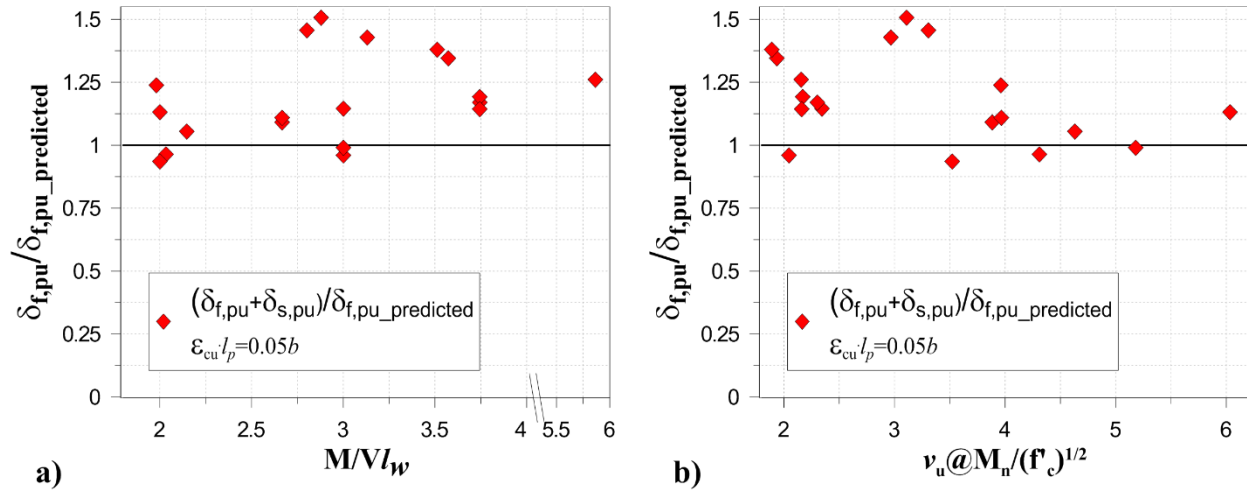 1.5
1.25
1
0.75
0.5
0.25
0
δf,pu/δf,pu_predicted
(δf,pu+δs,pu)/δf,pu_predicted
εcu·lp=0.05b
2 2.5 3 3.5 4 5.5 6
M/Vlw
a)
1.5
1.25
1
0.75
0.5
0.25
0
δf,pu/δf,pu_predicted
(δf,pu+δs,pu)/δf,pu_predicted
εcu·lp=0.05b
2 3 4 5 6
vu@Mn/(f'c)1/2
b)